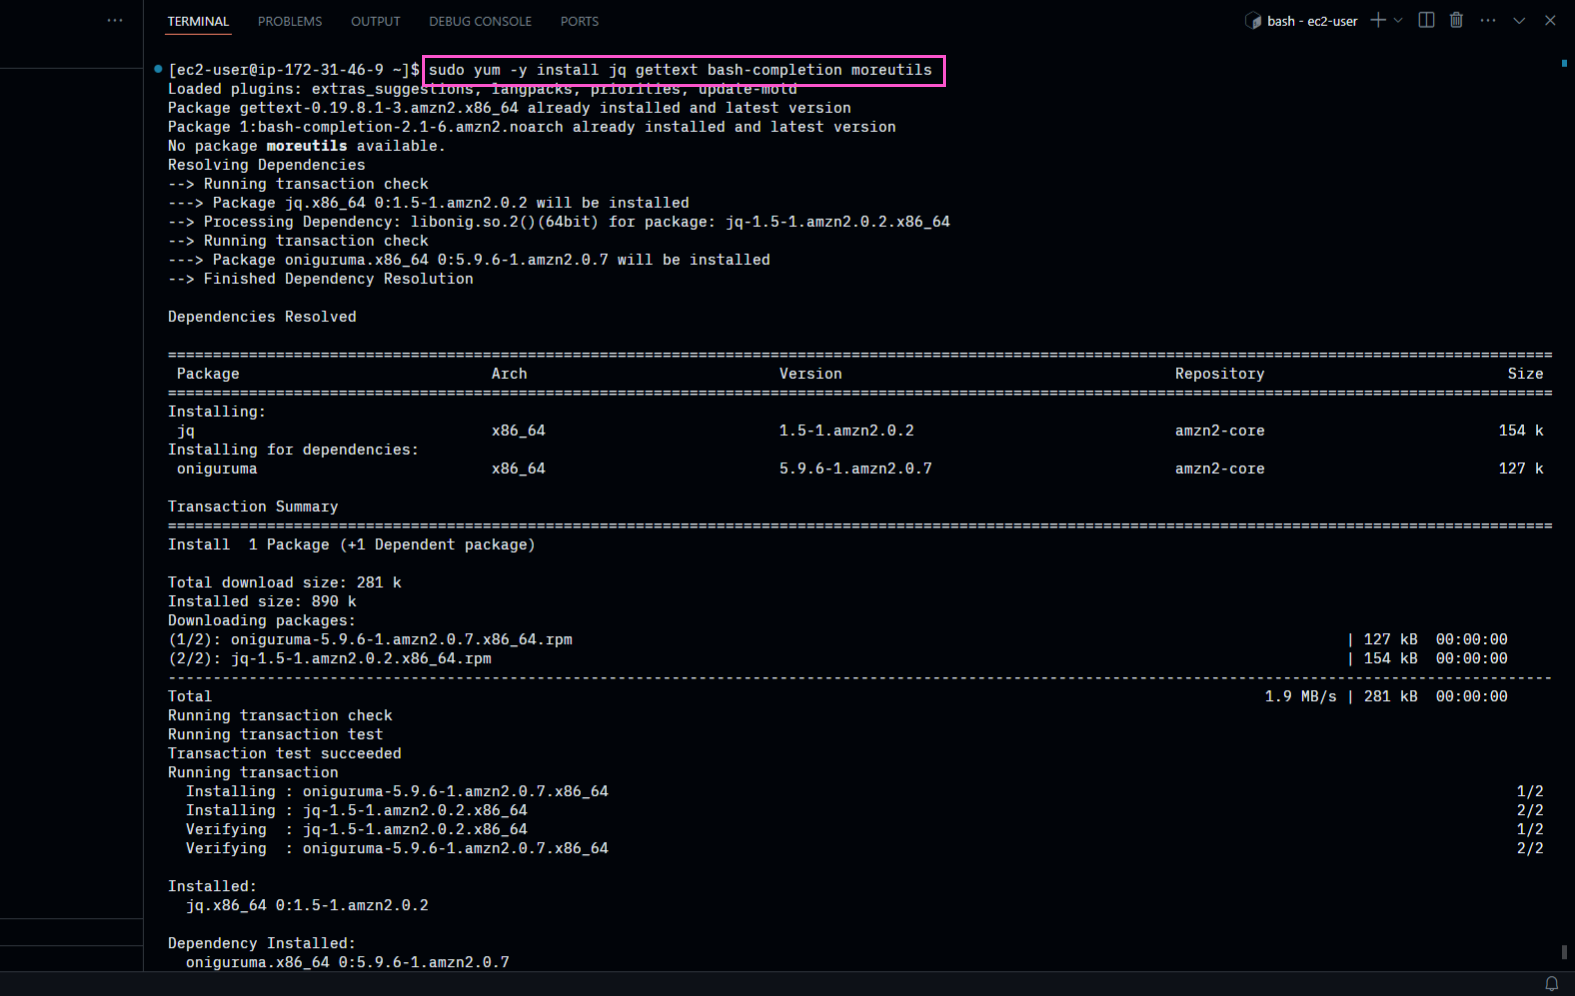 TERMINAL PROBLEMS OUTPUT DEBUG CONSOLE PORTS bash - ec2-user
[ec2-user@ip-172-31-46-9 ~]$ sudo yum -y install jq gettext bash-completion moreutils
Loaded plugins: extras_suggestions, langpacks, priorities, update-motd
Package gettext-0.19.8.1-3.amzn2.x86_64 already installed and latest version
Package 1:bash-completion-2.1-6.amzn2.noarch already installed and latest version
No package moreutils available.
Resolving Dependencies
--> Running transaction check
---> Package jq.x86_64 0:1.5-1.amzn2.0.2 will be installed
--> Processing Dependency: libonig.so.2()(64bit) for package: jq-1.5-1.amzn2.0.2.x86_64
--> Running transaction check
---> Package oniguruma.x86_64 0:5.9.6-1.amzn2.0.7 will be installed
--> Finished Dependency Resolution
Dependencies Resolved
Package Arch Version Repository Size
Installing:
jq x86_64 1.5-1.amzn2.0.2 amzn2-core 154 k
Installing for dependencies:
oniguruma x86_64 5.9.6-1.amzn2.0.7 amzn2-core 127 k
Transaction Summary
Install 1 Package (+1 Dependent package)
Total download size: 281 k
Installed size: 890 k
Downloading packages:
(1/2): oniguruma-5.9.6-1.amzn2.0.7.x86_64.rpm | 127 kB 00:00:00
(2/2): jq-1.5-1.amzn2.0.2.x86_64.rpm | 154 kB 00:00:00
Total 1.9 MB/s | 281 kB 00:00:00
Running transaction check
Running transaction test
Transaction test succeeded
Running transaction
Installing : oniguruma-5.9.6-1.amzn2.0.7.x86_64 1/2
Installing : jq-1.5-1.amzn2.0.2.x86_64 2/2
Verifying : jq-1.5-1.amzn2.0.2.x86_64 1/2
Verifying : oniguruma-5.9.6-1.amzn2.0.7.x86_64 2/2
Installed:
jq.x86_64 0:1.5-1.amzn2.0.2
Dependency Installed:
oniguruma.x86_64 0:5.9.6-1.amzn2.0.7